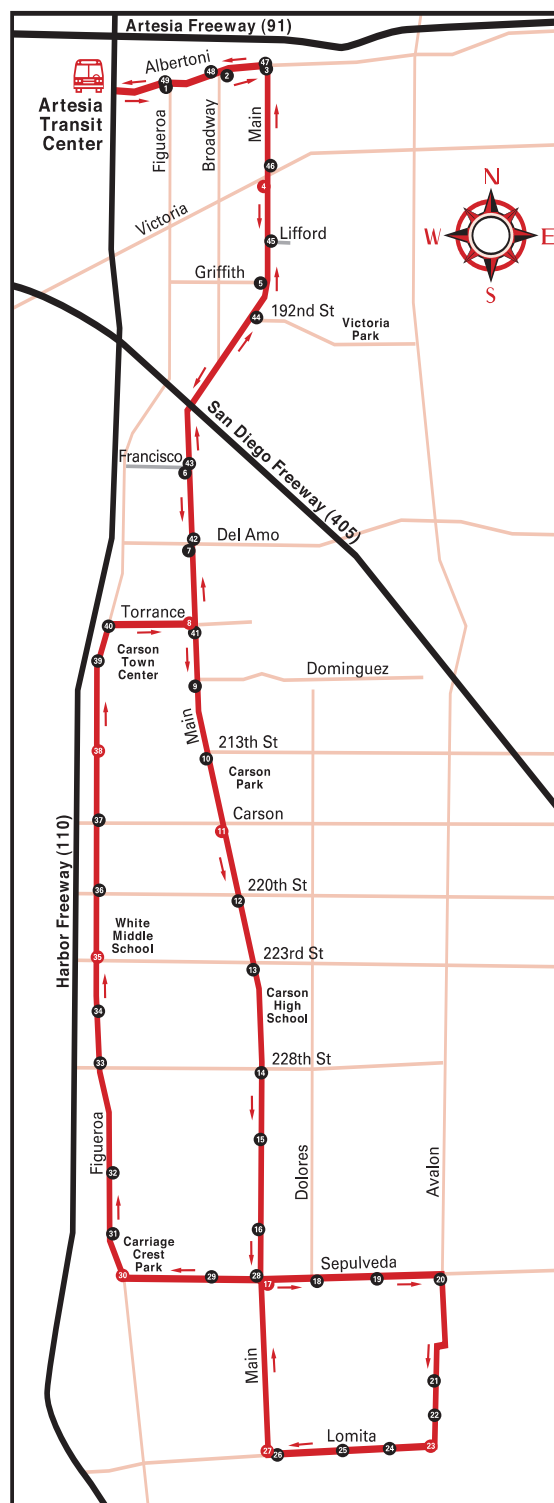 Artesia Freeway (91)
Albertoni
47
48
3
2
49
1
Artesia
Transit
Center
Figueroa
Broadway
Main
46
4
Victoria
N
W
E
S
45
Lifford
Griffith
5
44
192nd St
Victoria
Park
San Diego Freeway (405)
Francisco
43
6
42
Del Amo
7
Torrance
8
40
41
Carson
Town
Center
39
Dominguez
9
Main
213th St
38
10
Carson
Park
37
Carson
11
Harbor Freeway (110)
36
220th St
12
White
Middle
School
35
223rd St
13
Carson
High
School
34
228th St
33
14
15
Figueroa
Dolores
Avalon
32
31
16
Carriage
Crest
Park
30
29
28
17
Sepulveda
18
19
20
Main
21
22
Lomita
27
26
25
24
23